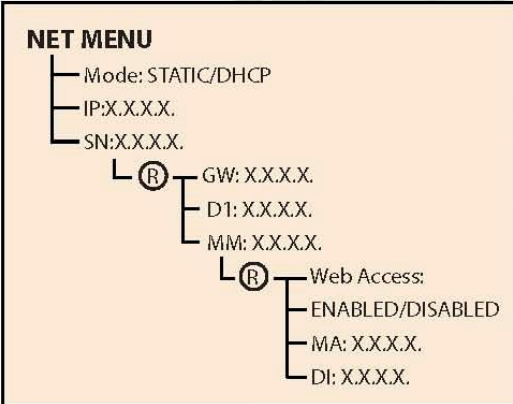 NET MENU
Mode: STATIC/DHCP
IP:X.X.X.X.
SN:X.X.X.X.
R GW: X.X.X.X.
D1: X.X.X.X.
MM: X.X.X.X.
R Web Access:
ENABLED/DISABLED
MA: X.X.X.X.
DI: X.X.X.X.